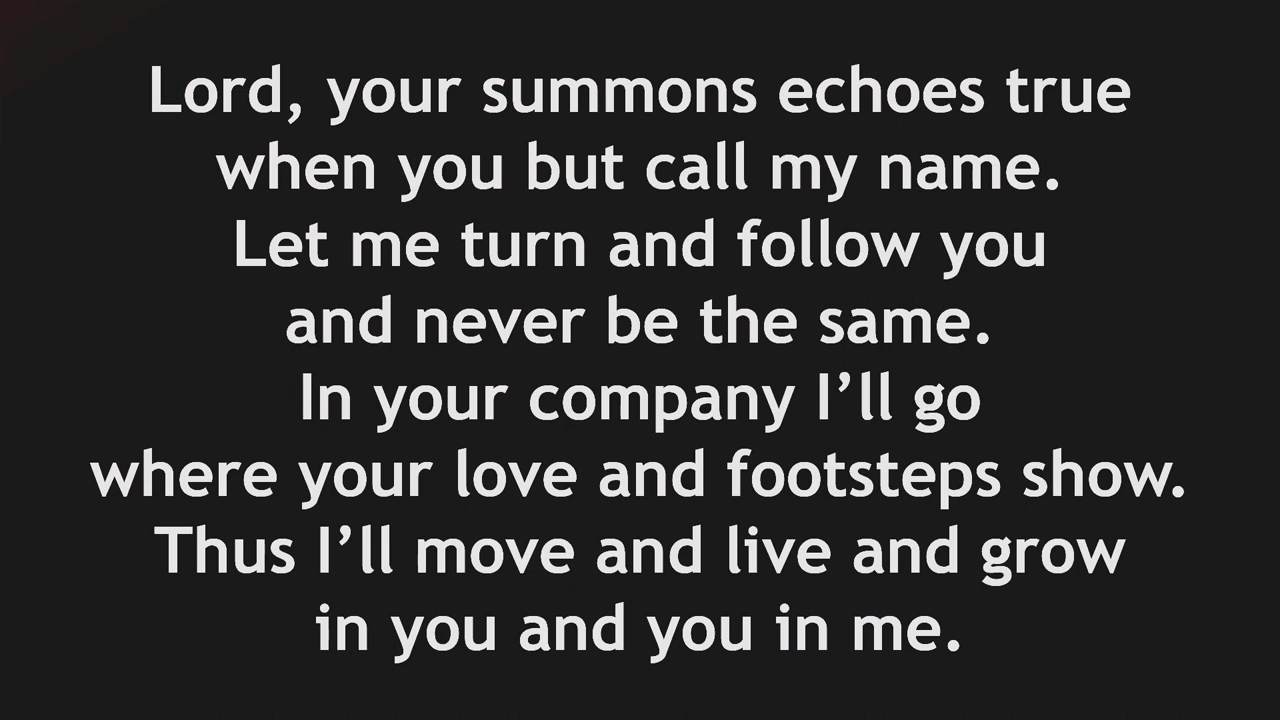 Lord, your summons echoes true
when you but call my name.
Let me turn and follow you
and never be the same.
In your company I’ll go
where your love and footsteps show.
Thus I’ll move and live and grow
in you and you in me.